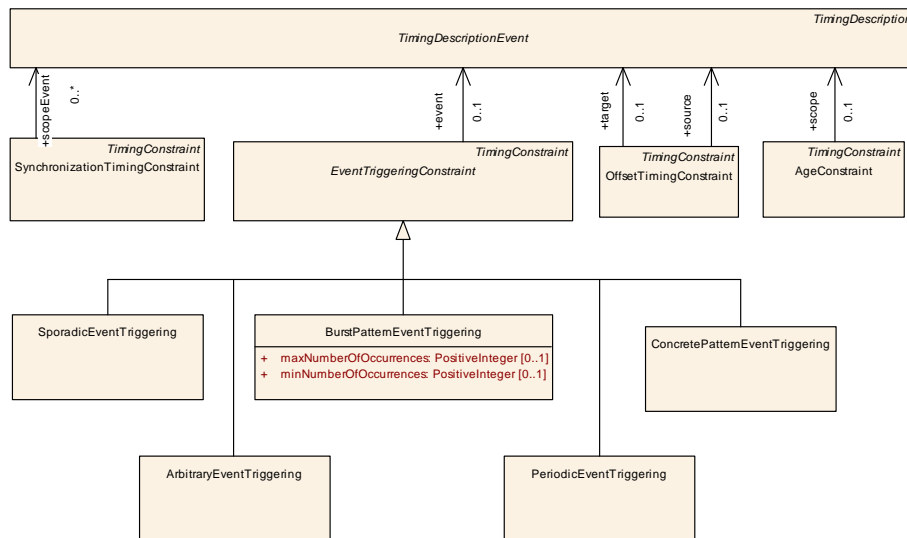 TimingDescription
TimingDescriptionEvent
+scopeEvent
0..*
+event
0..1
+target
0..1
+source
0..1
+scope
0..1
TimingConstraint
SynchronizationTimingConstraint
TimingConstraint
EventTriggeringConstraint
TimingConstraint
OffsetTimingConstraint
TimingConstraint
AgeConstraint
SporadicEventTriggering
BurstPatternEventTriggering
+ maxNumberOfOccurrences: PositiveInteger [0..1]
+ minNumberOfOccurrences: PositiveInteger [0..1]
ConcretePatternEventTriggering
ArbitraryEventTriggering
PeriodicEventTriggering